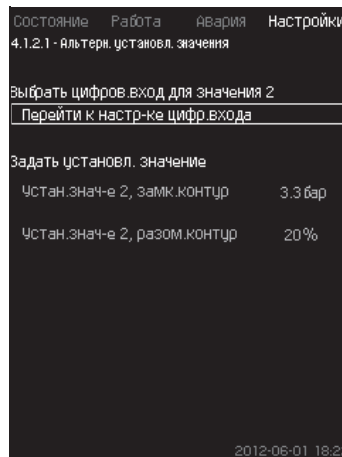 Состояние Работа Авария Настройки
4.1.2.1 - Альтерн. установл. значения
Выбрать цифров.вход для значения 2
Перейти к настр-ке цифр.входа
Задать установл. значение
Устан.знач-е 2, замк.контур 3.3 бар
Устан.знач-е 2, разом.контур 20%
2012-06-01 18:2